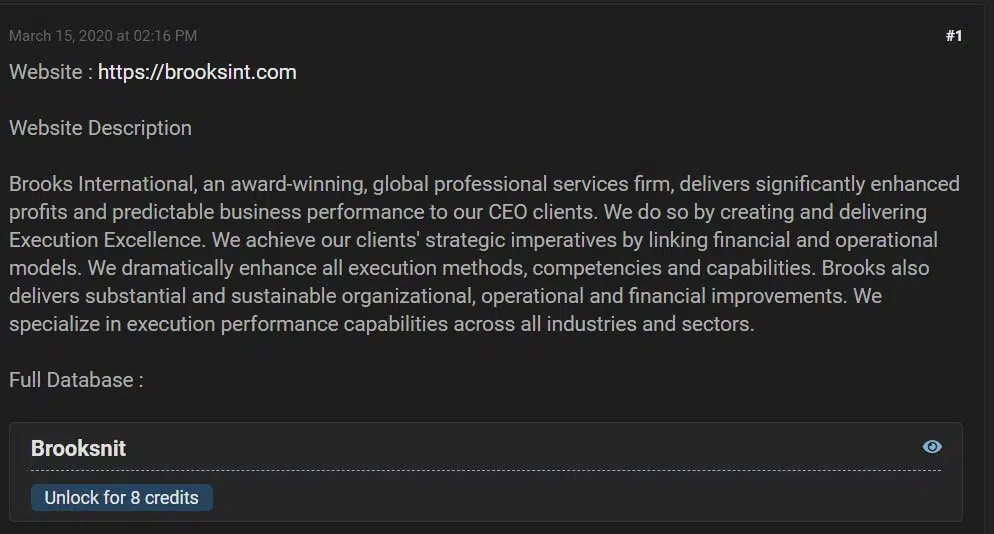 March 15, 2020 at 02:16 PM
#1
Website : https://brooksint.com
Website Description
Brooks International, an award-winning, global professional services firm, delivers significantly enhanced
profits and predictable business performance to our CEO clients. We do so by creating and delivering
Execution Excellence. We achieve our clients' strategic imperatives by linking financial and operational
models. We dramatically enhance all execution methods, competencies and capabilities. Brooks also
delivers substantial and sustainable organizational, operational and financial improvements. We
specialize in execution performance capabilities across all industries and sectors.
Full Database :
Brooksnit
Unlock for 8 credits